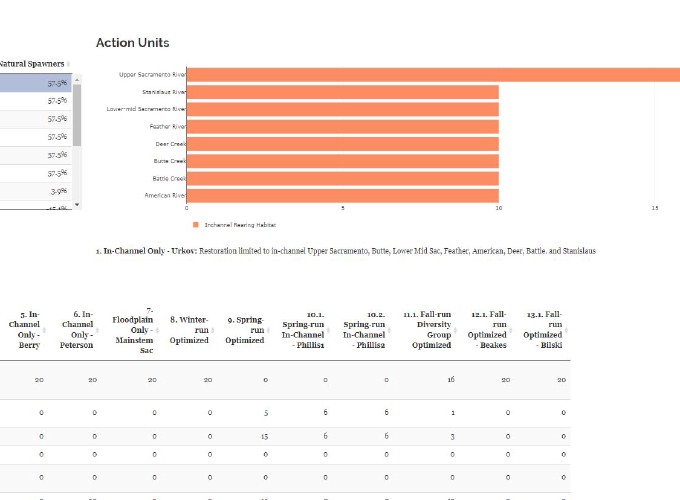 Action Units
Natural Spawners
57.5%
57.5%
57.5%
57.5%
57.5%
57.5%
3.9%
Upper Sacramento River
Stanislaus River
Lower-mid Sacramento River
Feather River
Deer Creek
Butte Creek
Battle Creek
American River
0 5 10 15
Inchannel Rearing Habitat
1. In-Channel Only - Urkov: Restoration limited to in-channel Upper Sacramento, Butte, Lower Mid Sac, Feather, American, Deer, Battle, and Stanislaus
5. In-Channel Only - Berry
6. In-Channel Only - Peterson
7. Floodplain Only - Mainstem Sac
8. Winter-run Optimized
9. Spring-run Optimized
10.1. Spring-run In-Channel - Phillis1
10.2. Spring-run In-Channel - Phillis2
11.1. Fall-run Diversity Group Optimized
12.1. Fall-run Optimized - Beakes
13.1. Fall-run Optimized - Bilski
20 20 20 20 0 0 0 16 20 20
0 0 0 0 5 6 6 1 0 0
0 0 0 0 15 6 6 3 0 0
0 0 0 0 0 0 0 0 0 0
0 0 0 0 0 0 0 0 0 0